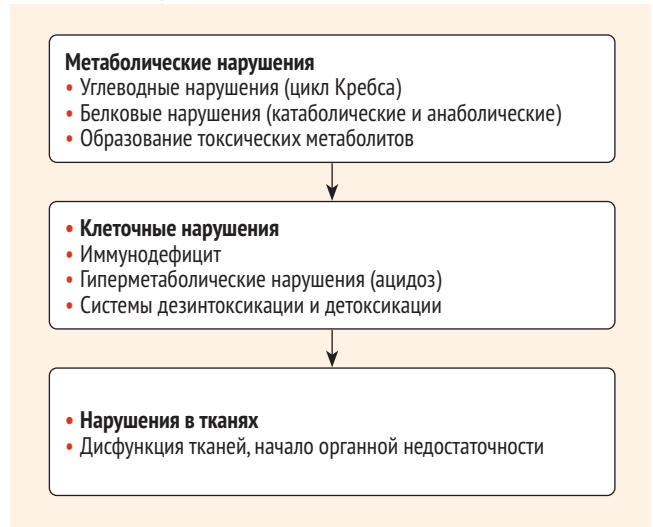 Метаболические нарушения
• Углеводные нарушения (цикл Кребса)
• Белковые нарушения (катаболические и анаболические)
• Образование токсических метаболитов
• Клеточные нарушения
• Иммунодефицит
• Гиперметаболические нарушения (ацидоз)
• Системы дезинтоксикации и детоксикации
• Нарушения в тканях
• Дисфункция тканей, начало органной недостаточности